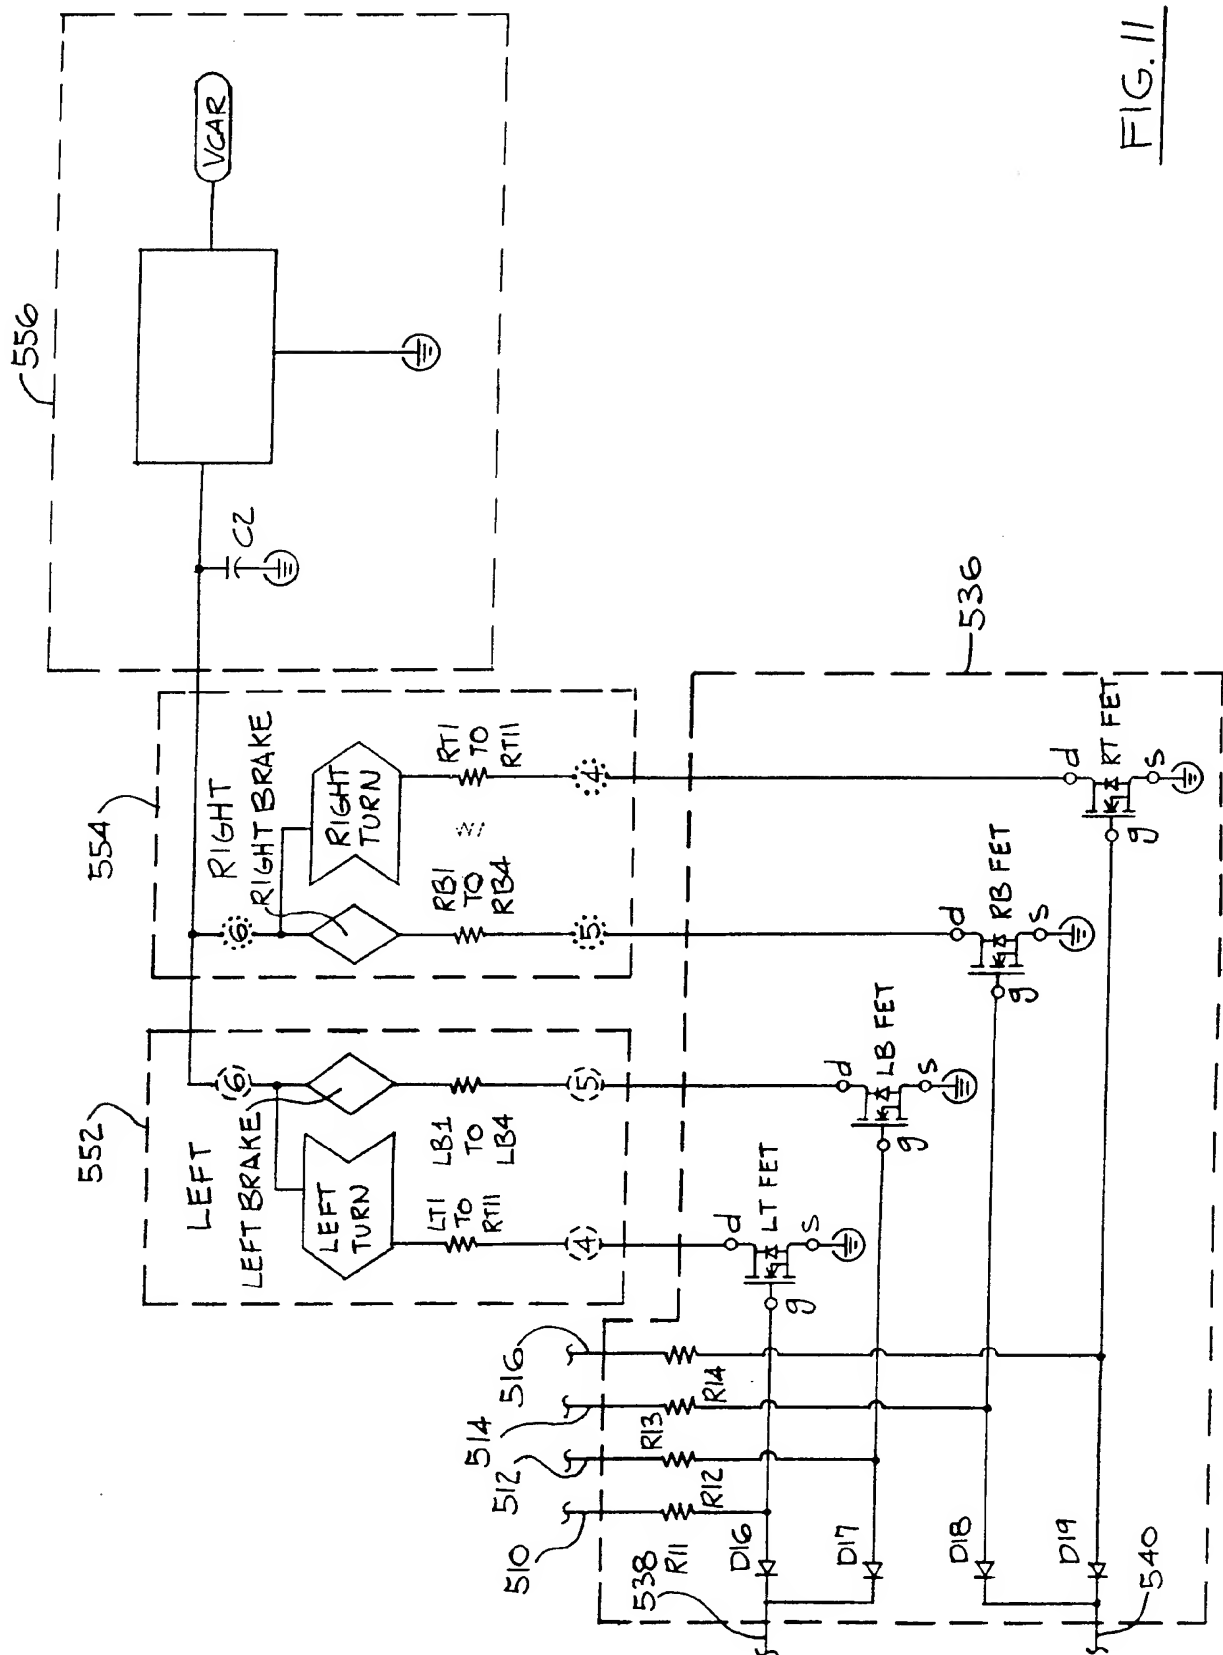 556
VCAR
C2
554
RIGHT
RIGHT BRAKE
RIGHT
TURN
6
RB1
TO
RB4
W/
RT1
TO
RT11
5
4
552
LEFT
LEFT BRAKE
LEFT
TURN
6
LT1
TO
RT11
LB1
TO
LB4
4
5
536
510
512
514
516
R11
R12
R13
R14
d
LT FET
s
g
d
LB FET
s
g
d
RB FET
s
g
d
RT FET
s
g
D16
D17
D18
D19
538
540
FIG. 11